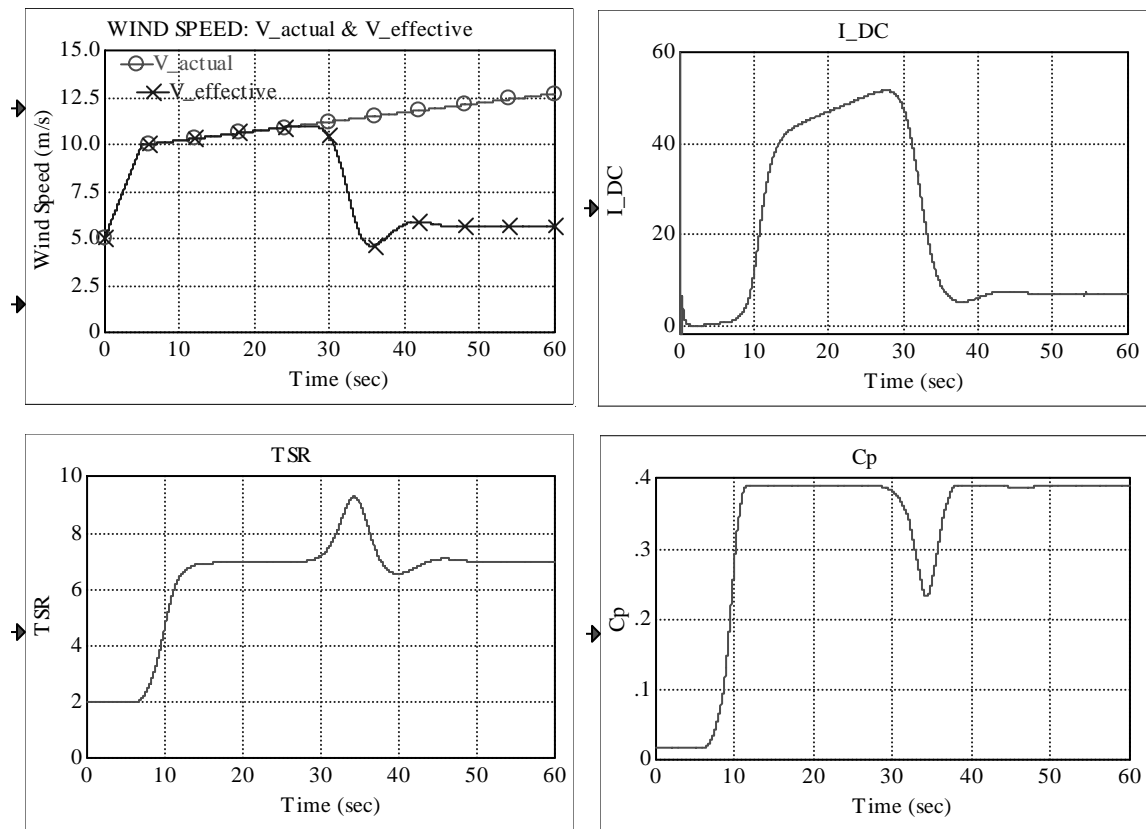 WIND SPEED: V_actual & V_effective
15.0
12.5
10.0
7.5
5.0
2.5
0.0
V_actual
V_effective
Wind Speed (m/s)
0 10 20 30 40 50 60
Time (sec)
I_DC
60
40
20
0
I_DC
0 10 20 30 40 50 60
Time (sec)
TSR
10
8
6
4
2
0
TSR
0 10 20 30 40 50 60
Time (sec)
Cp
.4
.3
.2
.1
0
Cp
0 10 20 30 40 50 60
Time (sec)